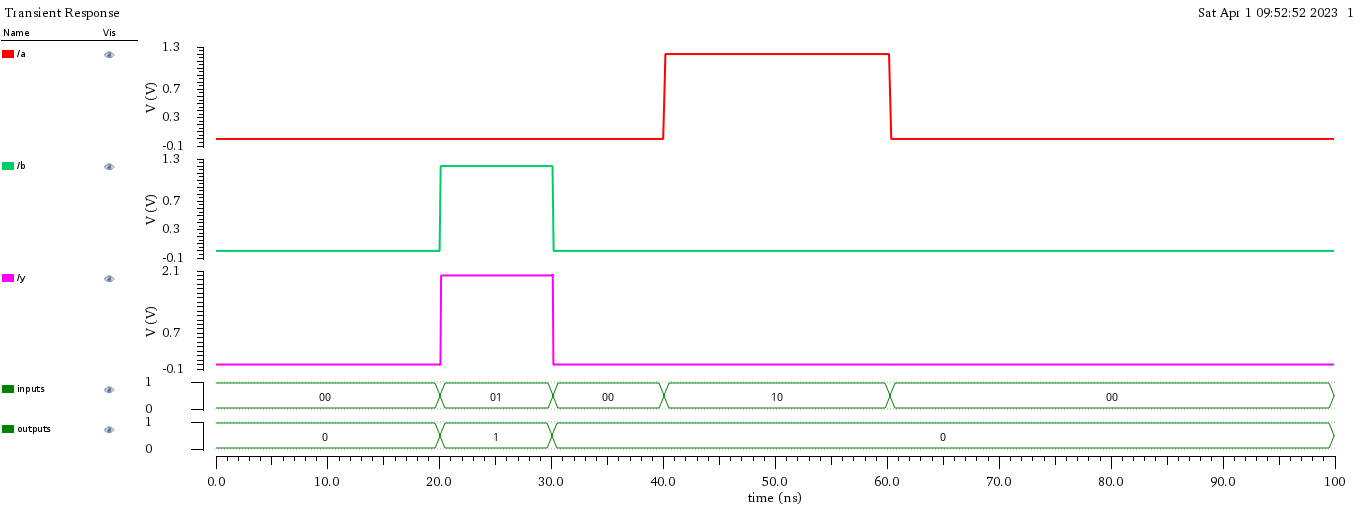 Transient Response Sat Apr 1 09:52:52 2023 1
Name Vis
/a
1.3
0.7
0.3
-0.1
V (V)
/b
1.3
0.7
0.3
-0.1
V (V)
/y
2.1
0.7
-0.1
V (V)
inputs
1
0
00 01 00 10 00
outputs
1
0
0 1 0
0.0 10.0 20.0 30.0 40.0 50.0 60.0 70.0 80.0 90.0 100
time (ns)